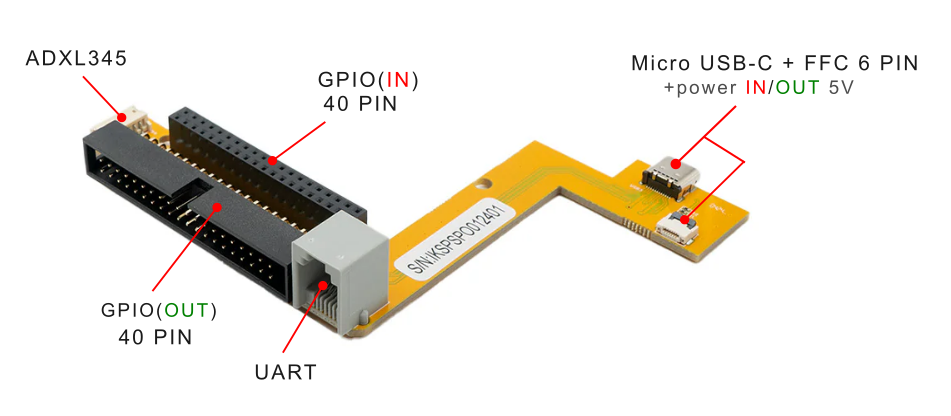 ADXL345
GPIO(IN)
40 PIN
Micro USB-C + FFC 6 PIN
+power IN/OUT 5V
S/N:IKSPSPO012401
GPIO(OUT)
40 PIN
UART